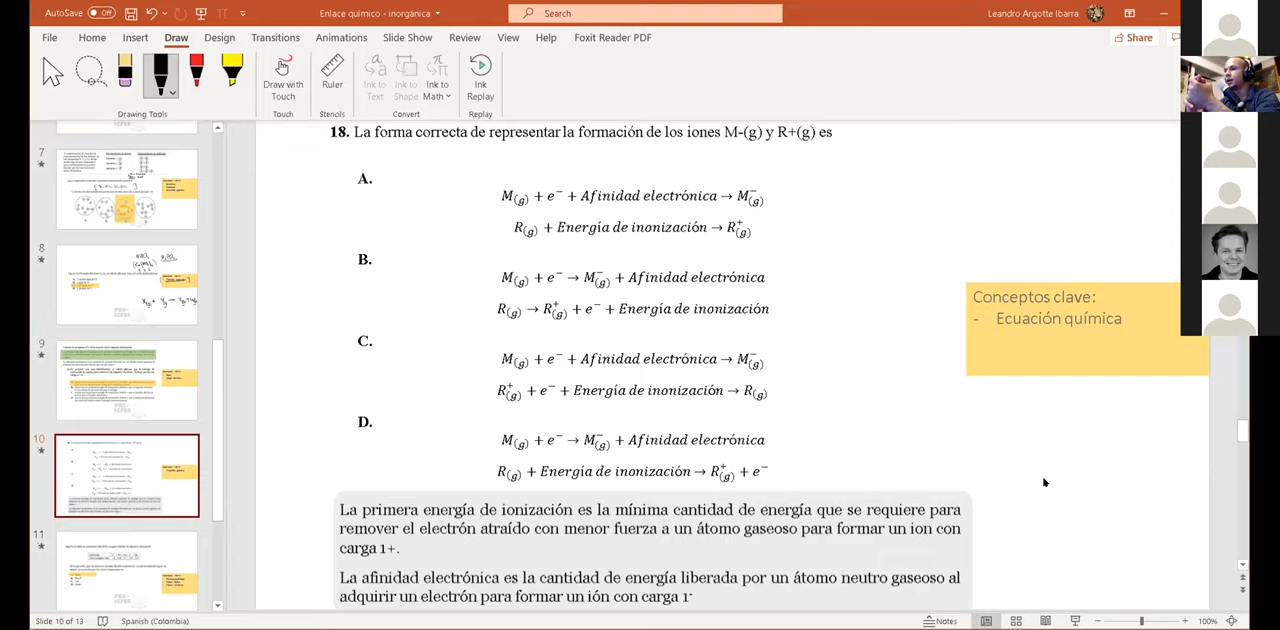 AutoSave Off
Enlace químico - inorgánica
Search
Leandro Argotte Ibarra
File Home Insert Draw Design Transitions Animations Slide Show Review View Help Foxit Reader PDF
Share
Draw with Touch
Ruler
Ink to Text
Ink to Shape
Ink to Math
Ink Replay
Drawing Tools
Touch
Stencils
Convert
Replay
7
8
9
10
11
18. La forma correcta de representar la formación de los iones M-(g) y R+(g) es
A.
M(g) + e⁻ + Afinidad electrónica → M⁻(g)
R(g) + Energía de inonización → R⁺(g)
B.
M(g) + e⁻ → M⁻(g) + Afinidad electrónica
R(g) → R⁺(g) + e⁻ + Energía de inonización
C.
M(g) + e⁻ + Afinidad electrónica → M⁻(g)
R(g) + e⁻ + Energía de inonización → R(g)
D.
M(g) + e⁻ → M⁻(g) + Afinidad electrónica
R(g) + Energía de inonización → R⁺(g) + e⁻
Conceptos clave:
- Ecuación química
La primera energía de ionización es la mínima cantidad de energía que se requiere para
remover el electrón atraído con menor fuerza a un átomo gaseoso para formar un ion con
carga 1+.
La afinidad electrónica es la cantidad de energía liberada por un átomo neutro gaseoso al
adquirir un electrón para formar un ión con carga 1⁻
Slide 10 of 13
Spanish (Colombia)
Notes
100%